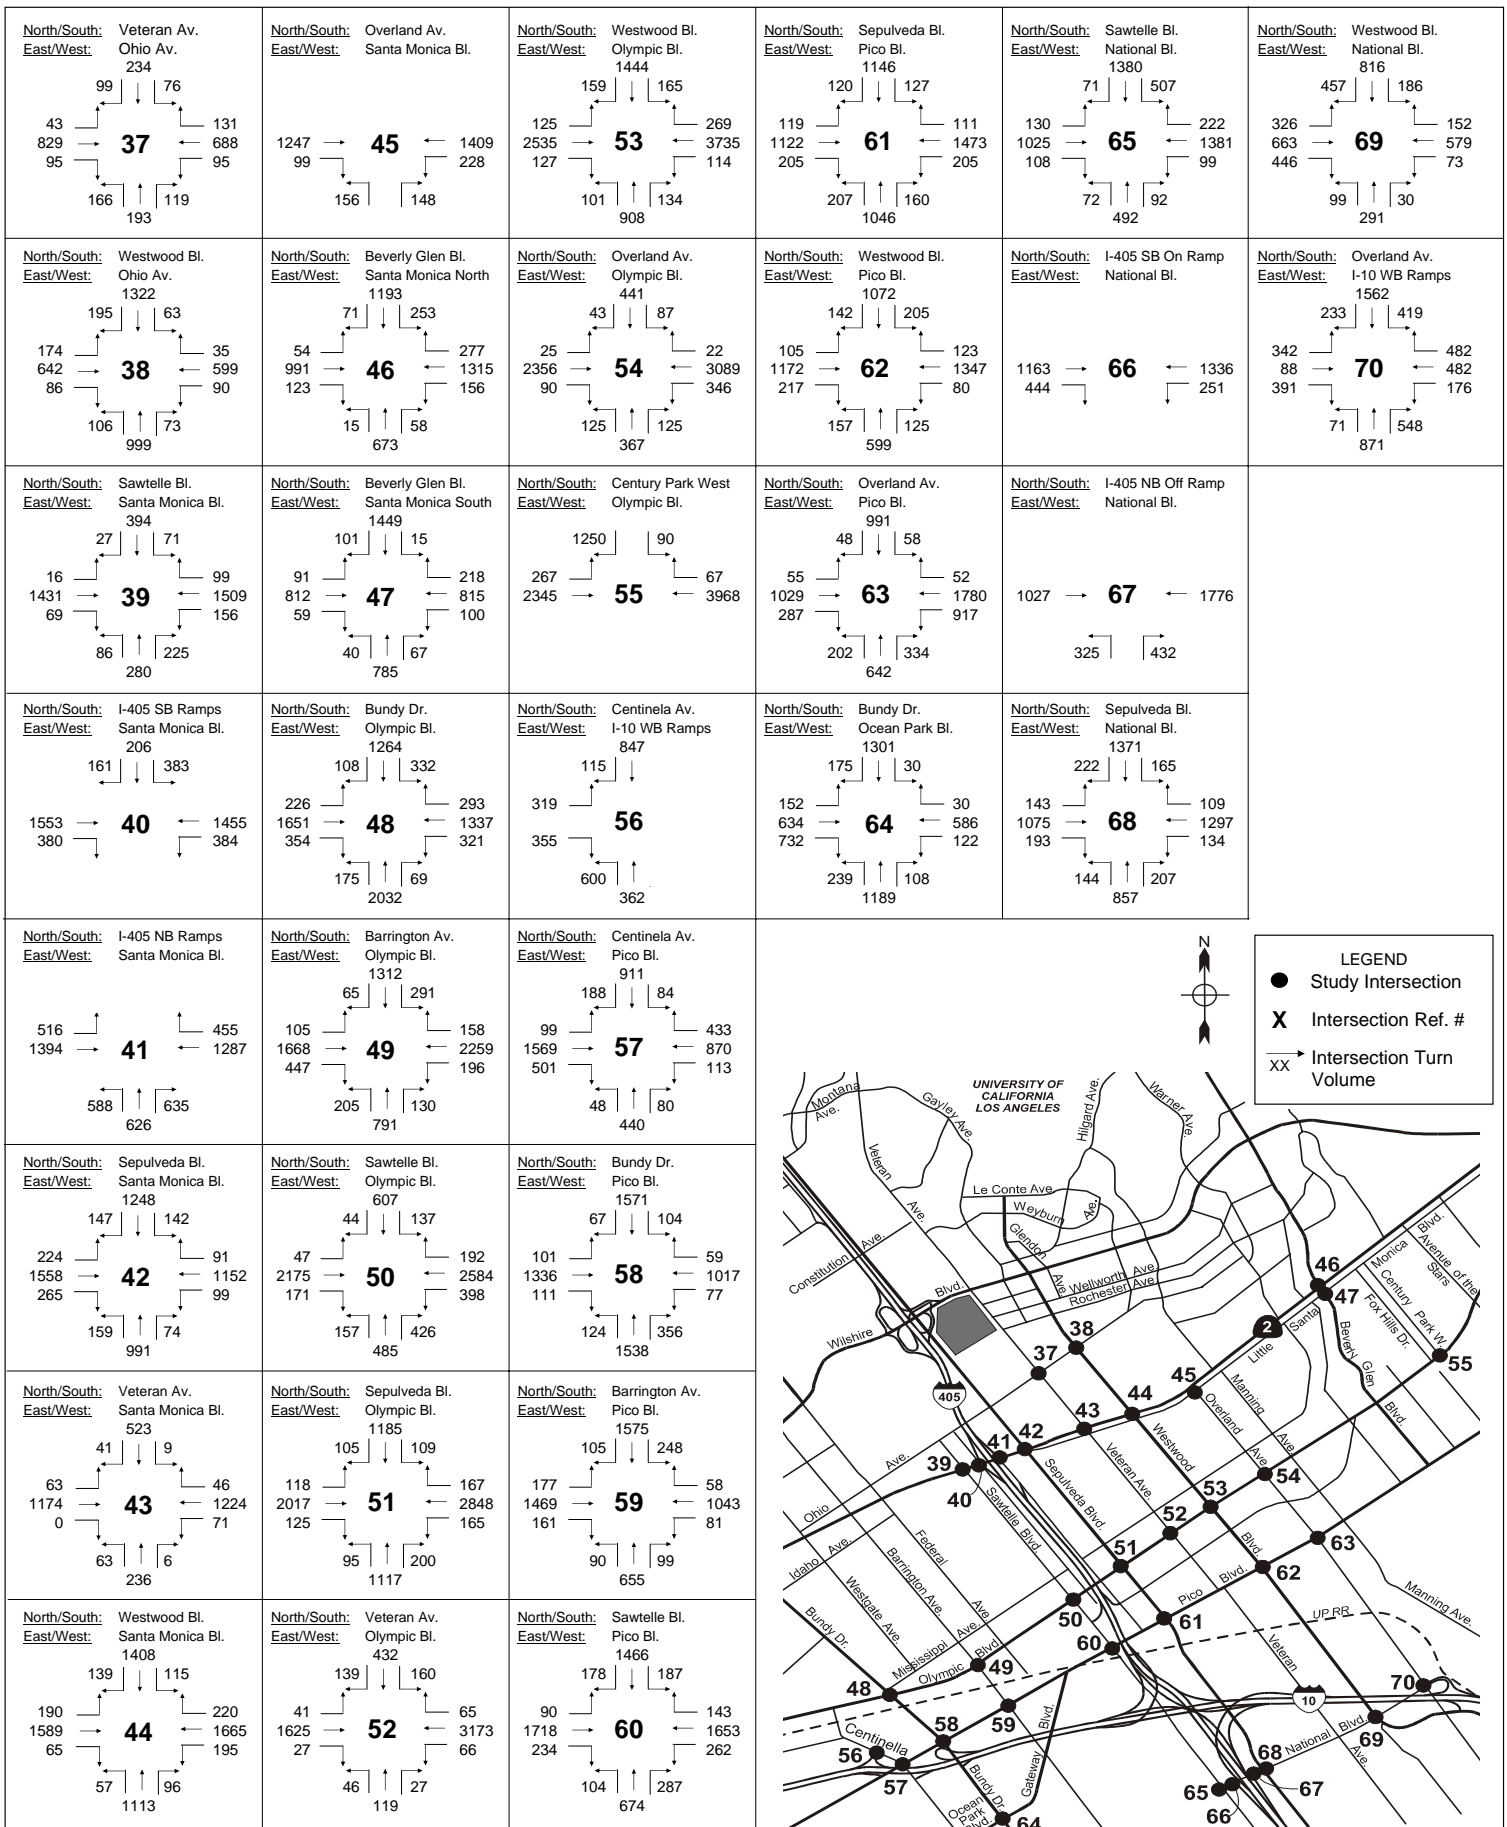 North/South: Veteran Av.
East/West: Ohio Av.
234
99 76
43 131
829 37 688
95 95
166 119
193
North/South: Overland Av.
East/West: Santa Monica Bl.
1247 45 1409
99 228
156 148
North/South: Westwood Bl.
East/West: Olympic Bl.
1444
159 165
125 269
2535 53 3735
127 114
101 134
908
North/South: Sepulveda Bl.
East/West: Pico Bl.
1146
120 127
119 111
1122 61 1473
205 205
207 160
1046
North/South: Sawtelle Bl.
East/West: National Bl.
1380
71 507
130 222
1025 65 1381
108 99
72 92
492
North/South: Westwood Bl.
East/West: National Bl.
816
457 186
326 152
663 69 579
446 73
99 30
291
North/South: Westwood Bl.
East/West: Ohio Av.
1322
195 63
174 35
642 38 599
86 90
106 73
999
North/South: Beverly Glen Bl.
East/West: Santa Monica North
1193
71 253
54 277
991 46 1315
123 156
15 58
673
North/South: Overland Av.
East/West: Olympic Bl.
441
43 87
25 22
2356 54 3089
90 346
125 125
367
North/South: Westwood Bl.
East/West: Pico Bl.
1072
142 205
105 123
1172 62 1347
217 80
157 125
599
North/South: I-405 SB On Ramp
East/West: National Bl.
1163 66 1336
444 251
North/South: Overland Av.
East/West: I-10 WB Ramps
1562
233 419
342 482
88 70 482
391 176
71 548
871
North/South: Sawtelle Bl.
East/West: Santa Monica Bl.
394
27 71
16 99
1431 39 1509
69 156
86 225
280
North/South: Beverly Glen Bl.
East/West: Santa Monica South
1449
101 15
91 218
812 47 815
59 100
40 67
785
North/South: Century Park West
East/West: Olympic Bl.
1250 90
267 67
2345 55 3968
North/South: Overland Av.
East/West: Pico Bl.
991
48 58
55 52
1029 63 1780
287 917
202 334
642
North/South: I-405 NB Off Ramp
East/West: National Bl.
1027 67 1776
325 432
North/South: I-405 SB Ramps
East/West: Santa Monica Bl.
206
161 383
1553 40 1455
380 384
North/South: Bundy Dr.
East/West: Olympic Bl.
1264
108 332
226 293
1651 48 1337
354 321
175 69
2032
North/South: Centinela Av.
East/West: I-10 WB Ramps
847
115
319
56
355
600
362
North/South: Bundy Dr.
East/West: Ocean Park Bl.
1301
175 30
152 30
634 64 586
732 122
239 108
1189
North/South: Sepulveda Bl.
East/West: National Bl.
1371
222 165
143 109
1075 68 1297
193 134
144 207
857
North/South: I-405 NB Ramps
East/West: Santa Monica Bl.
516 455
1394 41 1287
588 635
626
North/South: Barrington Av.
East/West: Olympic Bl.
1312
65 291
105 158
1668 49 2259
447 196
205 130
791
North/South: Centinela Av.
East/West: Pico Bl.
911
188 84
99 433
1569 57 870
501 113
48 80
440
North/South: Sepulveda Bl.
East/West: Santa Monica Bl.
1248
147 142
224 91
1558 42 1152
265 99
159 74
991
North/South: Sawtelle Bl.
East/West: Olympic Bl.
607
44 137
47 192
2175 50 2584
171 398
157 426
485
North/South: Bundy Dr.
East/West: Pico Bl.
1571
67 104
101 59
1336 58 1017
111 77
124 356
1538
North/South: Veteran Av.
East/West: Santa Monica Bl.
523
41 9
63 46
1174 43 1224
0 71
63 6
236
North/South: Sepulveda Bl.
East/West: Olympic Bl.
1185
105 109
118 167
2017 51 2848
125 165
95 200
1117
North/South: Barrington Av.
East/West: Pico Bl.
1575
105 248
177 58
1469 59 1043
161 81
90 99
655
North/South: Westwood Bl.
East/West: Santa Monica Bl.
1408
139 115
190 220
1589 44 1665
65 195
57 96
1113
North/South: Veteran Av.
East/West: Olympic Bl.
432
139 160
41 65
1625 52 3173
27 66
46 27
119
North/South: Sawtelle Bl.
East/West: Pico Bl.
1466
178 187
90 143
1718 60 1653
234 262
104 287
674
N
LEGEND
Study Intersection
X Intersection Ref. #
XX Intersection Turn
Volume
UNIVERSITY OF
CALIFORNIA
LOS ANGELES
Montana
Ave.
Gayley Ave.
Hilgard Ave.
Warner Ave.
Veteran
Ave.
Le Conte Ave.
Weyburn
Ave.
Glendon
Ave.
Constitution Ave.
Wellworth Ave.
Rochester Ave.
Wilshire
Blvd.
Monica
Blvd.
Avenue of the
Stars
Century Park W.
Fox Hills Dr.
Little
Santa
2
Beverly
Glen
Blvd.
46
47
55
38
37
45
44
43
42
41
39
40
405
Manning
Ave.
Overland
Ave.
Westwood
Blvd.
Veteran Ave.
Sepulveda Blvd.
Sawtelle Blvd.
Ohio
Ave.
Idaho Ave.
Federal
Ave.
Barrington Ave.
Westgate Ave.
Bundy Dr.
Mississippi Ave.
Olympic Blvd.
54
53
52
51
50
49
48
63
62
61
60
59
58
57
56
Pico Blvd.
Manning Ave.
UP RR
Veteran
Ave.
10
70
69
National Blvd.
68
67
66
65
Centinella
Gateway Blvd.
Bundy Dr.
Ocean
Park
Blvd.
64